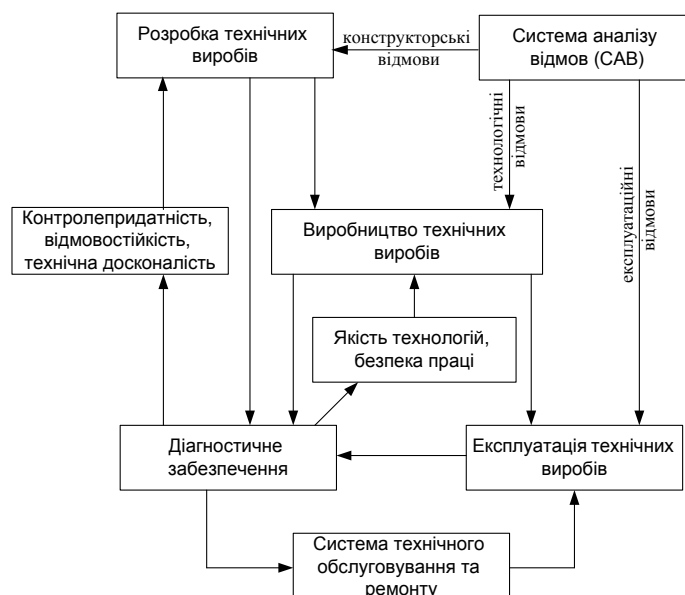 Розробка технічних
виробів
конструкторські
відмови
Система аналізу
відмов (САВ)
технологічні
відмови
експлуатаційні
відмови
Контролепридатність,
відмовостійкість,
технічна досконалість
Виробництво технічних
виробів
Якість технологій,
безпека праці
Діагностичне
забезпечення
Експлуатація технічних
виробів
Система технічного
обслуговування та
ремонту